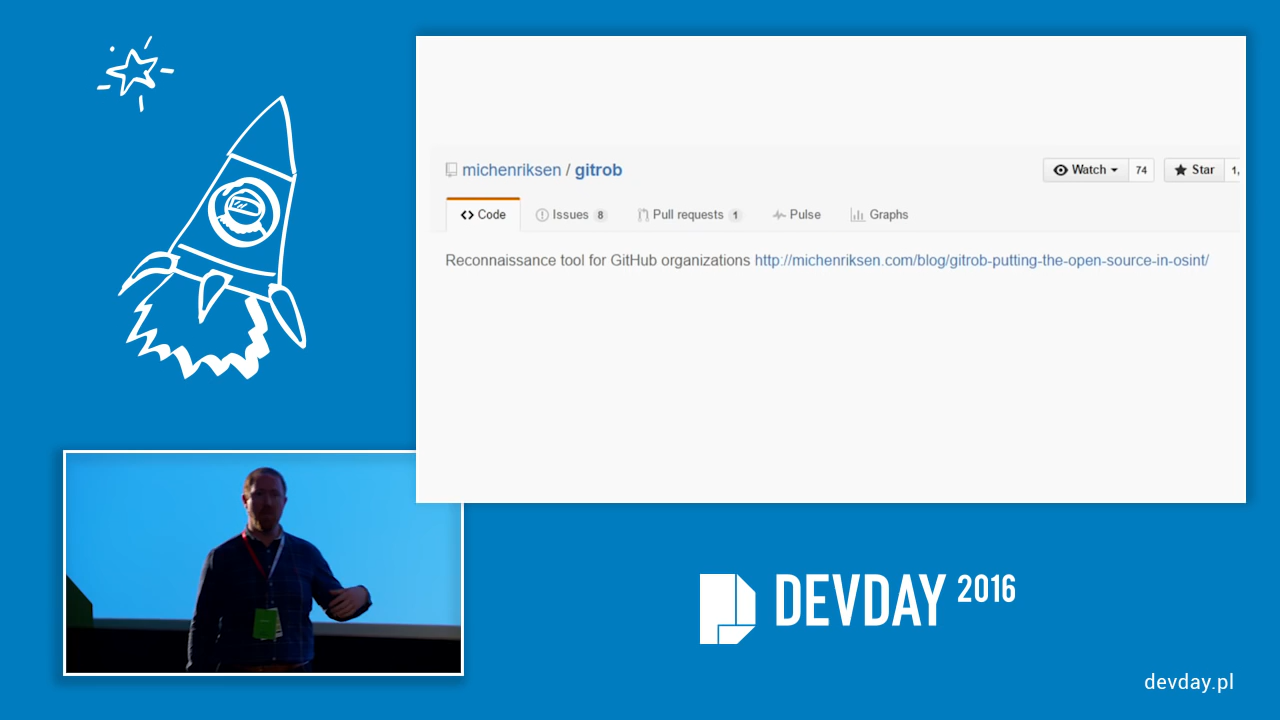 michenriksen / gitrob
Watch 74 Star 1,
Code Issues 8 Pull requests 1 Pulse Graphs
Reconnaissance tool for GitHub organizations http://michenriksen.com/blog/gitrob-putting-the-open-source-in-osint/
DEVDAY 2016
devday.pl